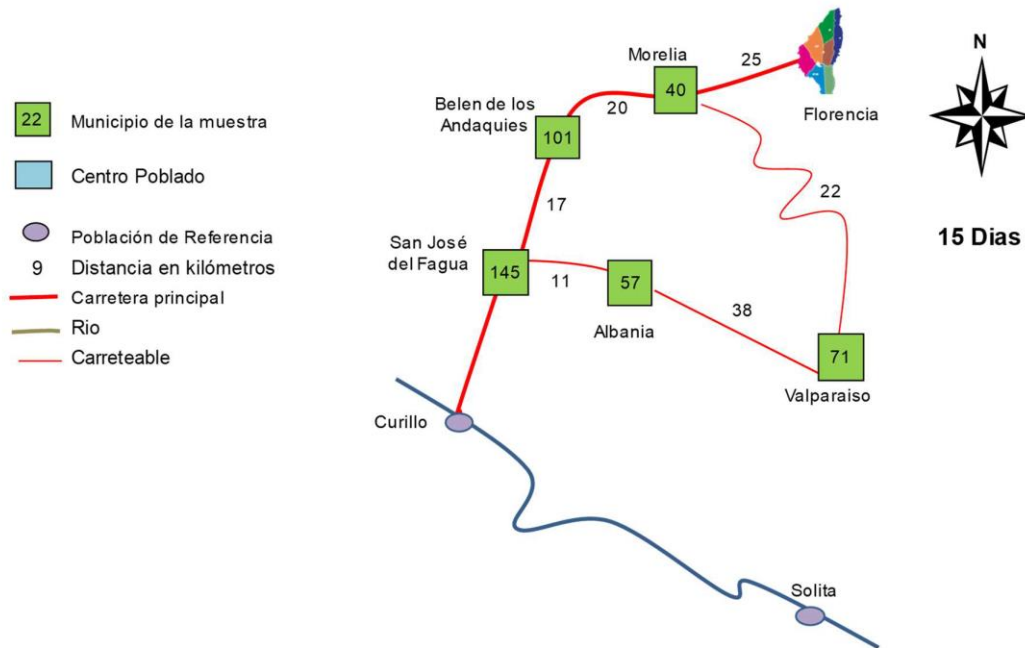 22
Municipio de la muestra
Centro Poblado
Población de Referencia
9
Distancia en kilómetros
Carretera principal
Rio
Carreteable
Morelia
40
25
Florencia
N
Belen de los
Andaquies
101
20
22
15 Dias
17
San José
del Fagua
145
11
57
Albania
38
71
Valparaiso
Curillo
Solita